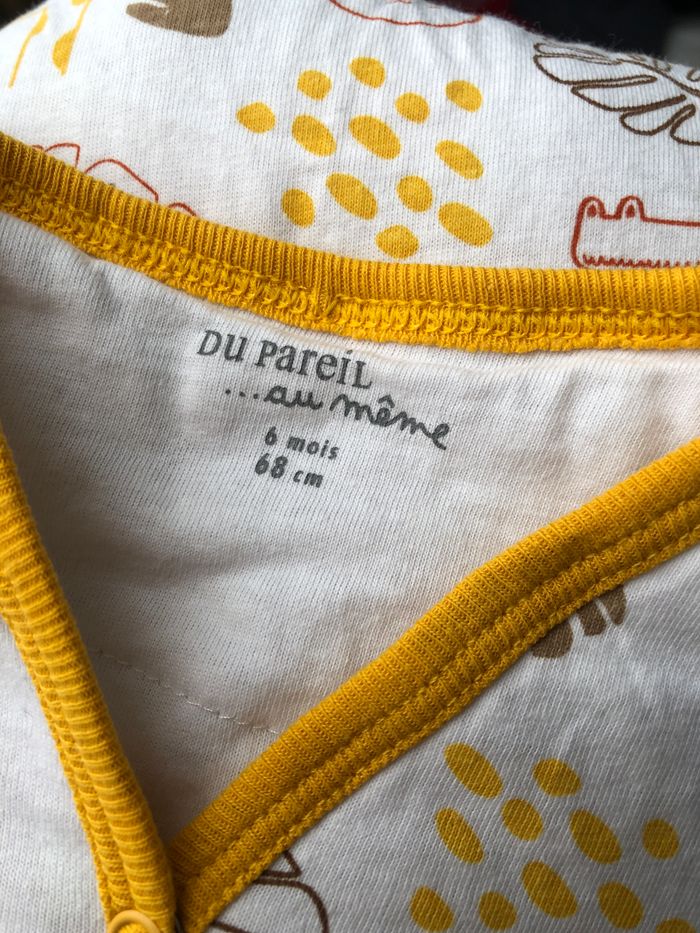 DU PareiL
...au même
6 mois
68 cm